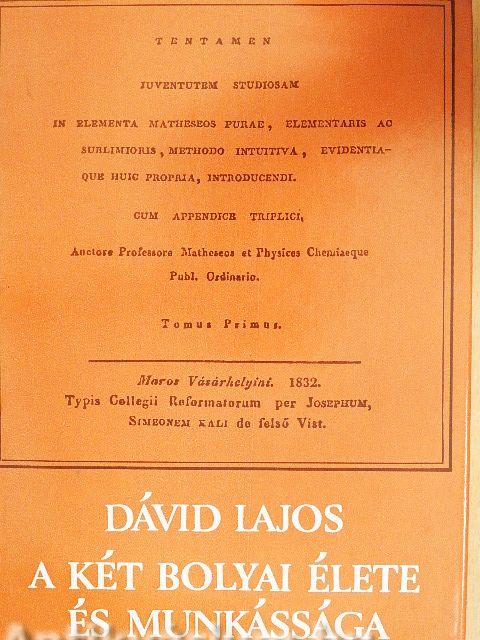 TENTAMEN
JUVENTUTEM STUDIOSAM
IN ELEMENTA MATHESEOS PURAE, ELEMENTARIS AC
SUBLIMIORIS, METHODO INTUITIVA, EVIDENTIA-
QUE HUIC PROPRIA, INTRODUCENDI.
CUM APPENDICE TRIPLICI,
Auctore Professore Matheseos et Physices Chemiaeque
Publ. Ordinario.
Tomus Primus.
Maros Vásárhelyini. 1832.
Typis Collegii Reformatorum per JOSEPHUM,
SIMEONEM KALI de felső Vist.
DÁVID LAJOS
A KÉT BOLYAI ÉLETE
ÉS MUNKÁSSÁGA